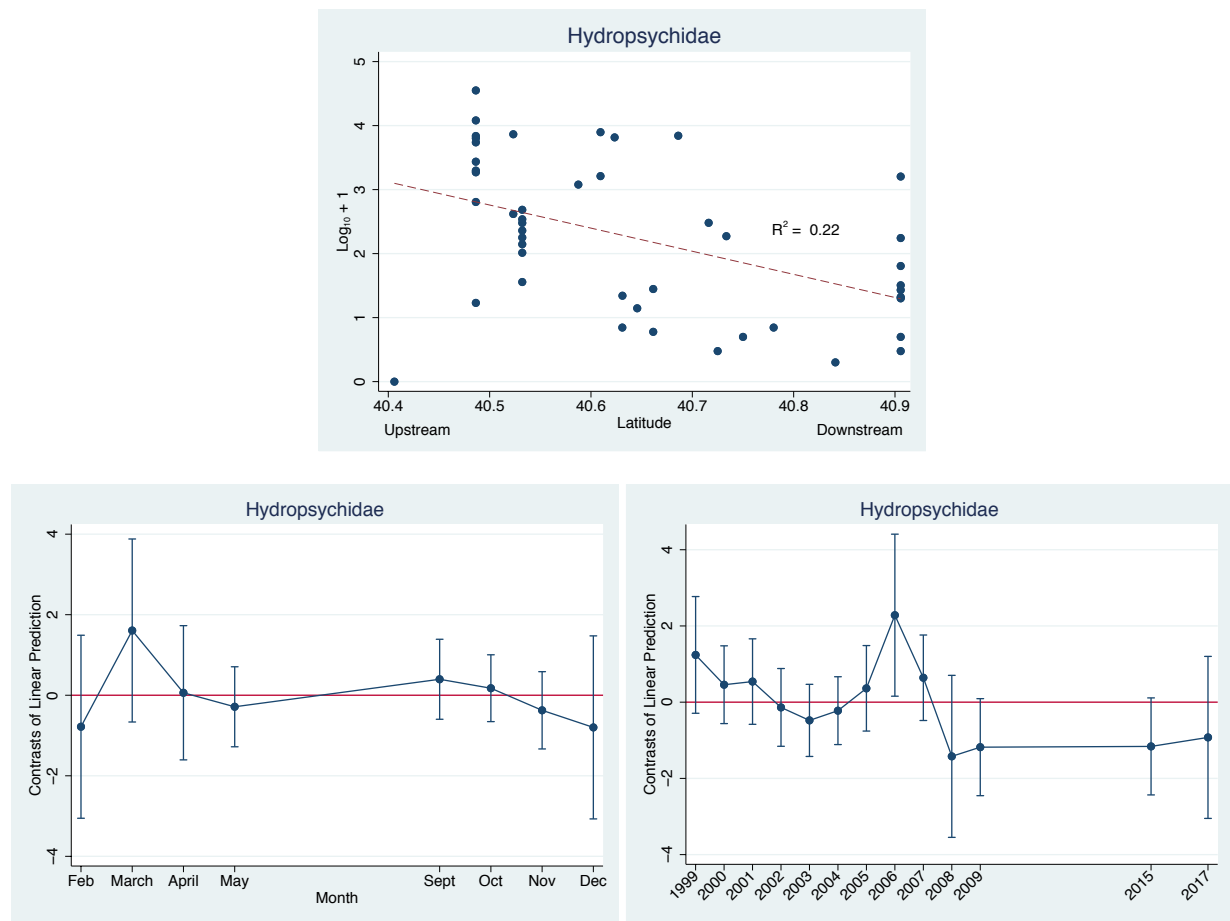 Hydropsychidae
Log₁₀ + 1
5
4
3
2
1
0
R² = 0.22
40.4 40.5 40.6 40.7 40.8 40.9
Latitude
Upstream Downstream
Hydropsychidae
Contrasts of Linear Prediction
4
2
0
−2
−4
Feb March April May Sept Oct Nov Dec
Month
Hydropsychidae
Contrasts of Linear Prediction
4
2
0
−2
−4
1999 2000 2001 2002 2003 2004 2005 2006 2007 2008 2009 2015 2017